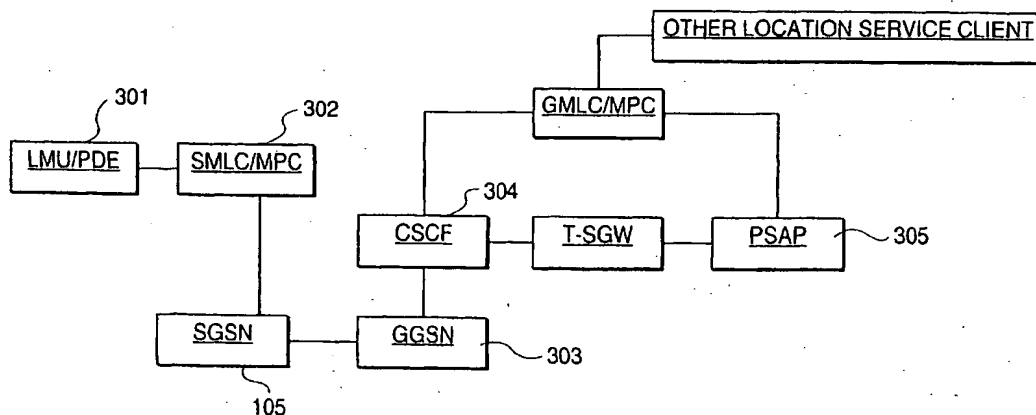 OTHER LOCATION SERVICE CLIENT
301
302
GMLC/MPC
LMU/PDE
SMLC/MPC
304
CSCF
T-SGW
PSAP
305
SGSN
GGSN
303
105